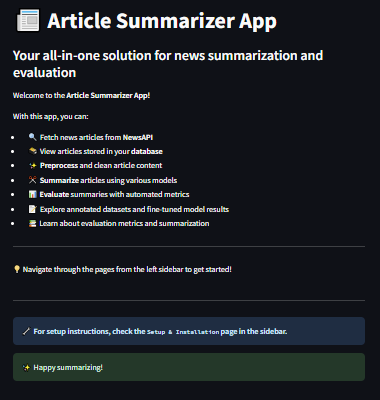 Article Summarizer App
Your all-in-one solution for news summarization and
evaluation
Welcome to the Article Summarizer App!
With this app, you can:
Fetch news articles from NewsAPI
View articles stored in your database
Preprocess and clean article content
Summarize articles using various models
Evaluate summaries with automated metrics
Explore annotated datasets and fine-tuned model results
Learn about evaluation metrics and summarization
Navigate through the pages from the left sidebar to get started!
For setup instructions, check the Setup & Installation page in the sidebar.
Happy summarizing!